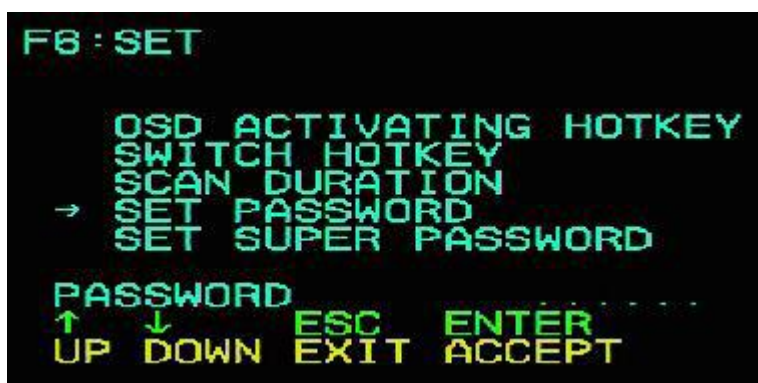 F6:SET
OSD ACTIVATING HOTKEY
SWITCH HOTKEY
SCAN DURATION
→ SET PASSWORD
SET SUPER PASSWORD
PASSWORD ......
↑ ↓ ESC ENTER
UP DOWN EXIT ACCEPT